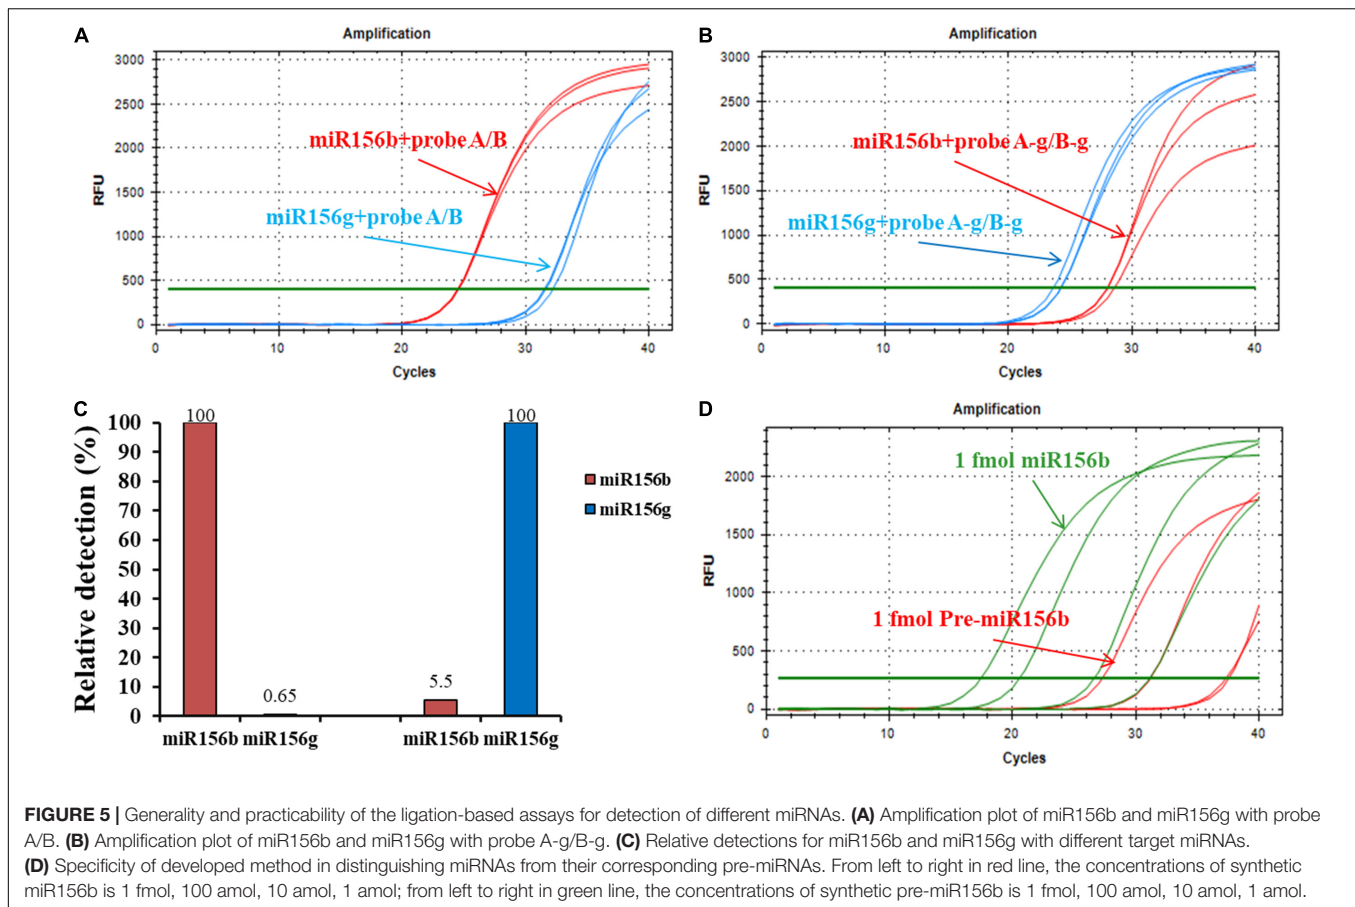 A
Amplification
3000
2500
2000
1500
1000
500
0
RFU
miR156b+probe A/B
miR156g+probe A/B
0 10 20 30 40
Cycles
B
Amplification
3000
2500
2000
1500
1000
500
0
RFU
miR156b+probe A-g/B-g
miR156g+probe A-g/B-g
0 10 20 30 40
Cycles
C
Relative detection (%)
100
90
80
70
60
50
40
30
20
10
0
100
0.65
5.5
100
miR156b miR156g miR156b miR156g
miR156b
miR156g
D
Amplification
2000
1500
1000
500
0
RFU
1 fmol miR156b
1 fmol Pre-miR156b
0 10 20 30 40
Cycles
FIGURE 5 | Generality and practicability of the ligation-based assays for detection of different miRNAs. (A) Amplification plot of miR156b and miR156g with probe
A/B. (B) Amplification plot of miR156b and miR156g with probe A-g/B-g. (C) Relative detections for miR156b and miR156g with different target miRNAs.
(D) Specificity of developed method in distinguishing miRNAs from their corresponding pre-miRNAs. From left to right in red line, the concentrations of synthetic
miR156b is 1 fmol, 100 amol, 10 amol, 1 amol; from left to right in green line, the concentrations of synthetic pre-miR156b is 1 fmol, 100 amol, 10 amol, 1 amol.